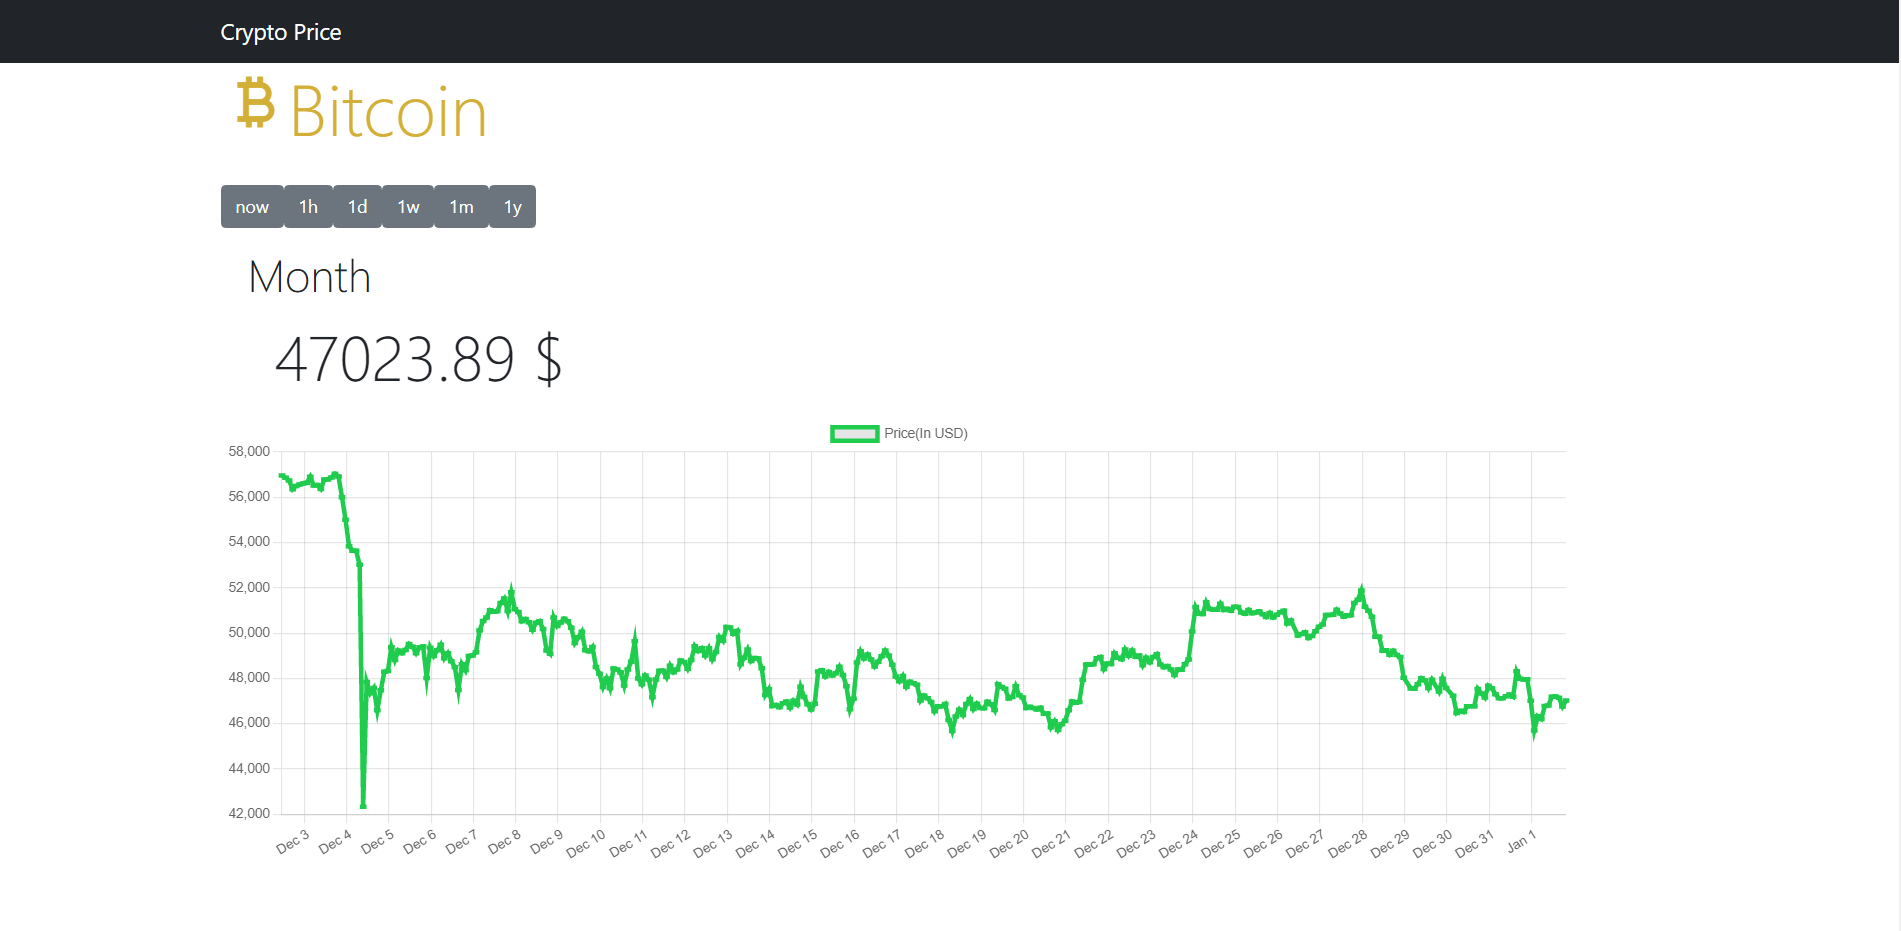 Crypto Price
Bitcoin
now 1h 1d 1w 1m 1y
Month
47023.89 $
Price(In USD)
58,000
56,000
54,000
52,000
50,000
48,000
46,000
44,000
42,000
Dec 3 Dec 4 Dec 5 Dec 6 Dec 7 Dec 8 Dec 9 Dec 10 Dec 11 Dec 12 Dec 13 Dec 14 Dec 15 Dec 16 Dec 17 Dec 18 Dec 19 Dec 20 Dec 21 Dec 22 Dec 23 Dec 24 Dec 25 Dec 26 Dec 27 Dec 28 Dec 29 Dec 30 Dec 31 Jan 1